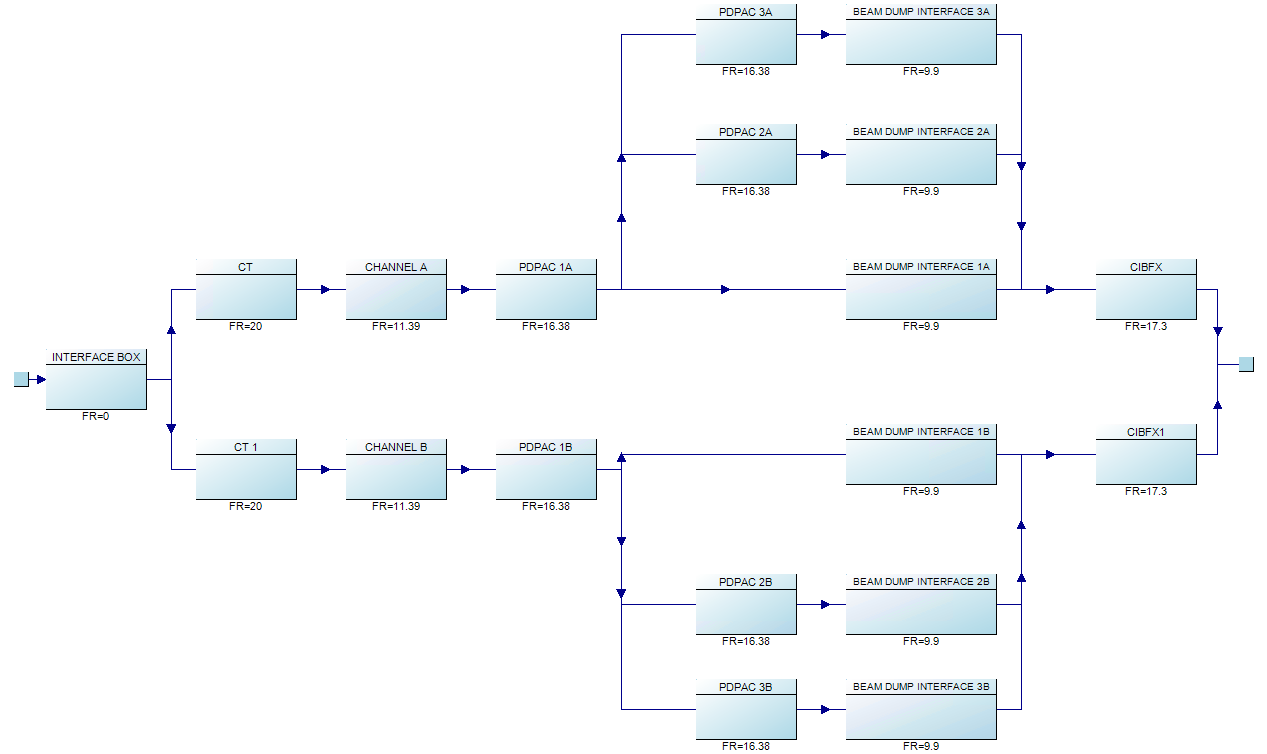 PDPAC 3A
BEAM DUMP INTERFACE 3A
FR=16.38
FR=9.9
PDPAC 2A
BEAM DUMP INTERFACE 2A
FR=16.38
FR=9.9
CT
CHANNEL A
PDPAC 1A
BEAM DUMP INTERFACE 1A
CIBFX
FR=20
FR=11.39
FR=16.38
FR=9.9
FR=17.3
INTERFACE BOX
FR=0
BEAM DUMP INTERFACE 1B
CIBFX1
FR=9.9
FR=17.3
CT 1
CHANNEL B
PDPAC 1B
FR=20
FR=11.39
FR=16.38
PDPAC 2B
BEAM DUMP INTERFACE 2B
FR=16.38
FR=9.9
PDPAC 3B
BEAM DUMP INTERFACE 3B
FR=16.38
FR=9.9